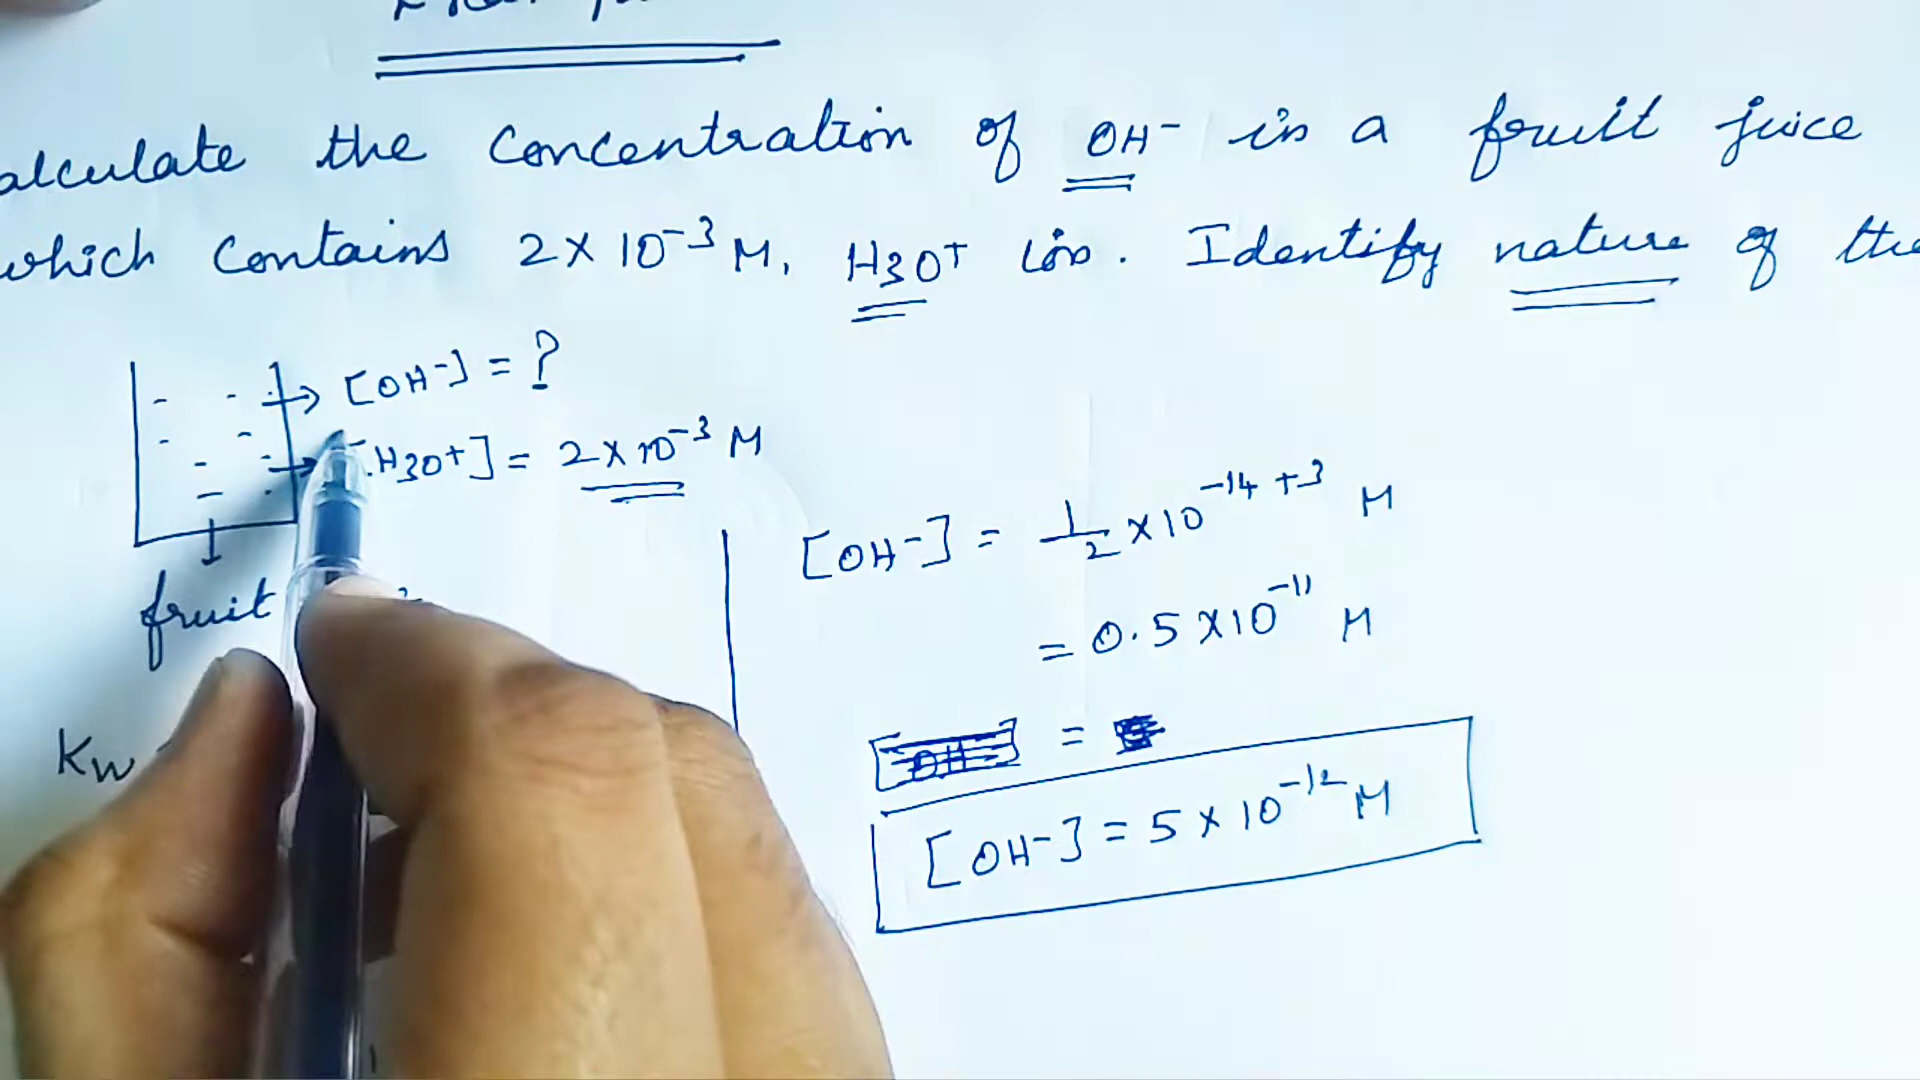 alculate the concentration of OH⁻ in a fruit juice
which contains 2 × 10⁻³ M, H3O⁺ ion. Identify nature of the
[OH⁻] = ?
[H3O⁺] = 2 × 10⁻³ M
fruit
Kw
[OH⁻] = 1/2 × 10⁻¹⁴⁺³ M
= 0.5 × 10⁻¹¹ M
=
[OH⁻] = 5 × 10⁻¹² M